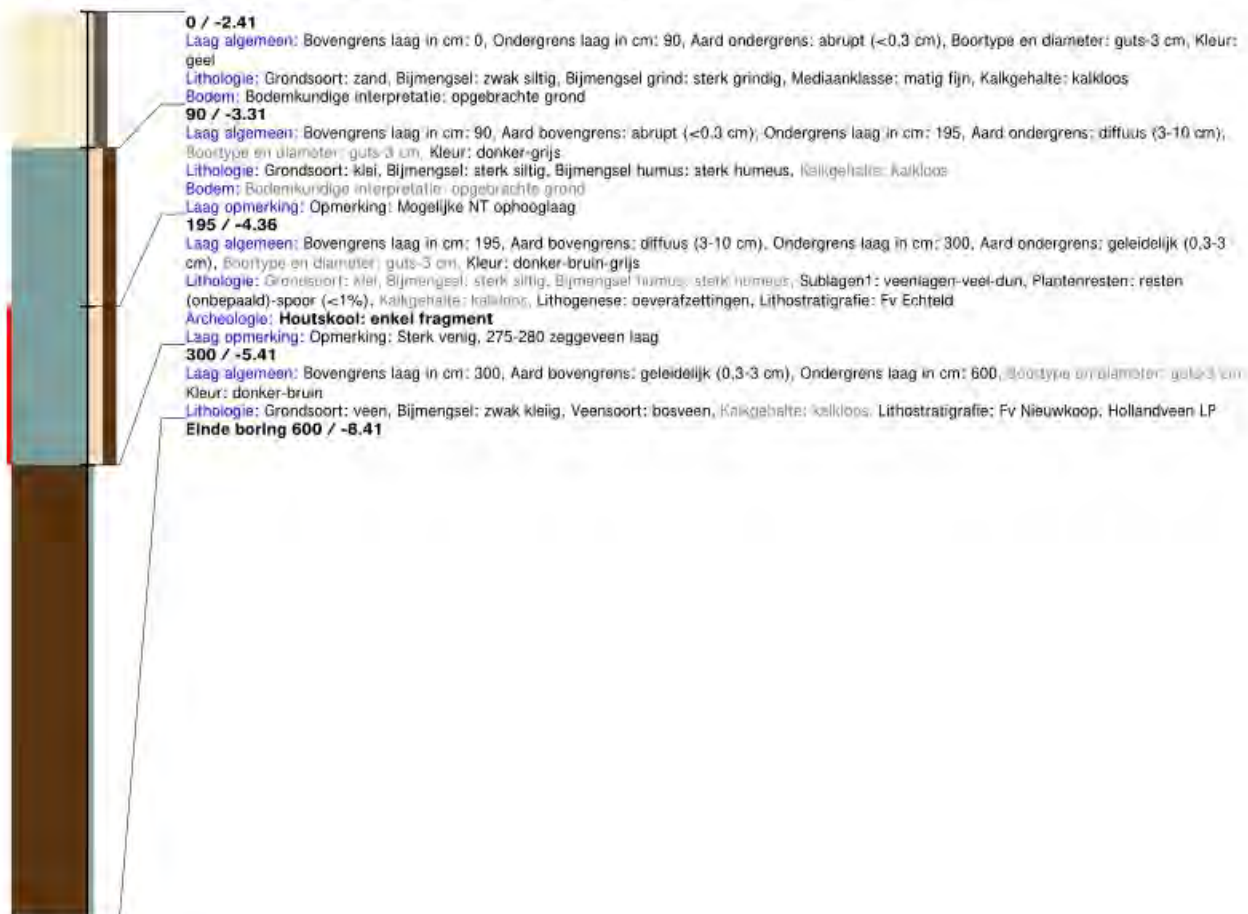 0 / -2.41
Laag algemeen: Bovengrens laag in cm: 0, Ondergrens laag in cm: 90, Aard ondergrens: abrupt (<0,3 cm), Boortype en diameter: guts-3 cm, Kleur:
geel
Lithologie: Grondsoort: zand, Bijmengsel: zwak siltig, Bijmengsel grind: sterk grindig, Mediaanklasse: matig fijn, Kalkgehalte: kalkloos
Bodem: Bodemkundige interpretatie: opgebrachte grond
90 / -3.31
Laag algemeen: Bovengrens laag in cm: 90, Aard bovengrens: abrupt (<0,3 cm), Ondergrens laag in cm: 195, Aard ondergrens: diffuus (3-10 cm),
Boortype en diameter: guts-3 cm, Kleur: donker-grijs
Lithologie: Grondsoort: klei, Bijmengsel: sterk siltig, Bijmengsel humus: sterk humeus, Kalkgehalte: kalkloos
Bodem: Bodemkundige interpretatie: opgebrachte grond
Laag opmerking: Opmerking: Mogelijke NT ophooglaag
195 / -4.36
Laag algemeen: Bovengrens laag in cm: 195, Aard bovengrens: diffuus (3-10 cm), Ondergrens laag in cm: 300, Aard ondergrens: geleidelijk (0,3-3
cm), Boortype en diameter: guts-3 cm, Kleur: donker-bruin-grijs
Lithologie: Grondsoort: klei, Bijmengsel: sterk siltig, Bijmengsel humus: sterk humeus, Sublagen1: veenlagen-veel-dun, Plantenresten: resten
(onbepaald)-spoor (<1%), Kalkgehalte: kalkloos, Lithogenese: oeverafzettingen, Lithostratigrafie: Fv Echteld
Archeologie: Houtskool: enkel fragment
Laag opmerking: Opmerking: Sterk venig, 275-280 zeggeveen laag
300 / -5.41
Laag algemeen: Bovengrens laag in cm: 300, Aard bovengrens: geleidelijk (0,3-3 cm), Ondergrens laag in cm: 600, Boortype en diameter: guts-3 cm
Kleur: donker-bruin
Lithologie: Grondsoort: veen, Bijmengsel: zwak kleiig, Veensoort: bosveen, Kalkgehalte: kalkloos, Lithostratigrafie: Fv Nieuwkoop, Hollandveen LP
Einde boring 600 / -8.41